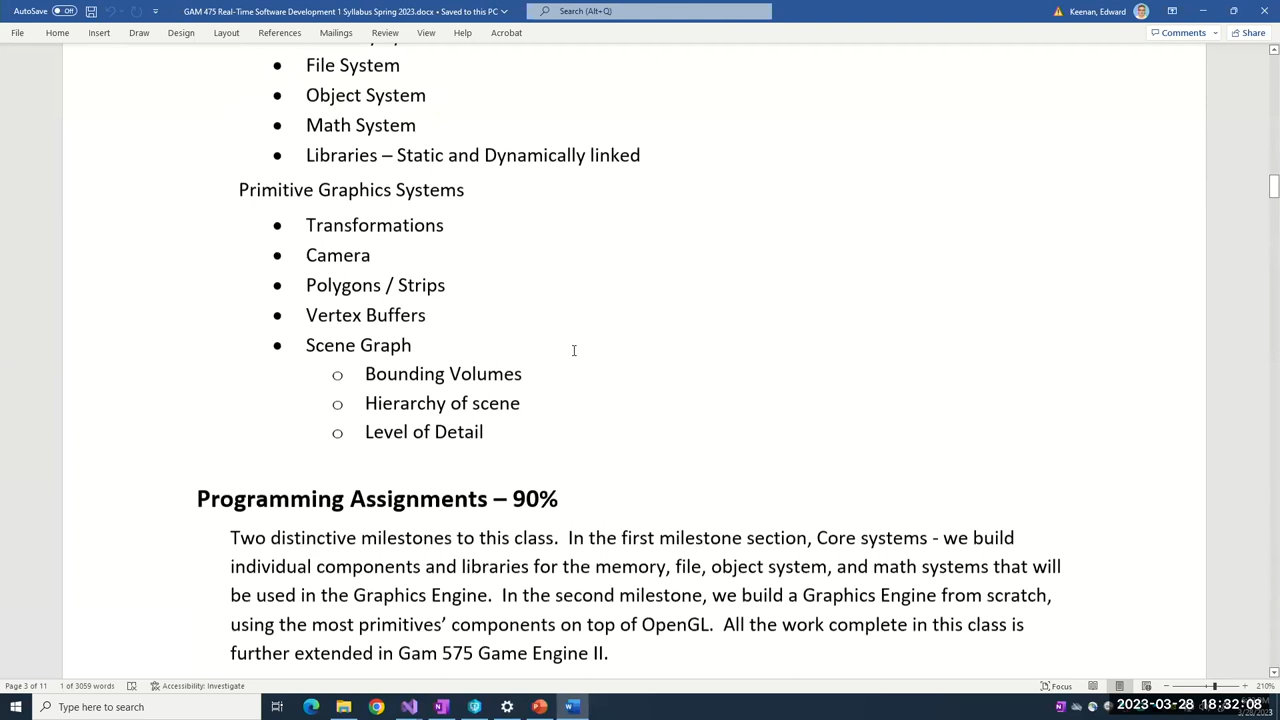 AutoSave Off GAM 475 Real-Time Software Development 1 Syllabus Spring 2023.docx • Saved to this PC Search (Alt+Q) Keenan, Edward
File Home Insert Draw Design Layout References Mailings Review View Help Acrobat Comments Share
• File System
• Object System
• Math System
• Libraries – Static and Dynamically linked
Primitive Graphics Systems
• Transformations
• Camera
• Polygons / Strips
• Vertex Buffers
• Scene Graph
o Bounding Volumes
o Hierarchy of scene
o Level of Detail
Programming Assignments – 90%
Two distinctive milestones to this class. In the first milestone section, Core systems - we build
individual components and libraries for the memory, file, object system, and math systems that will
be used in the Graphics Engine. In the second milestone, we build a Graphics Engine from scratch,
using the most primitives’ components on top of OpenGL. All the work complete in this class is
further extended in Gam 575 Game Engine II.
Page 3 of 11 1 of 3059 words Accessibility: Investigate Focus 210%
Type here to search 2023-03-28 18:32:08